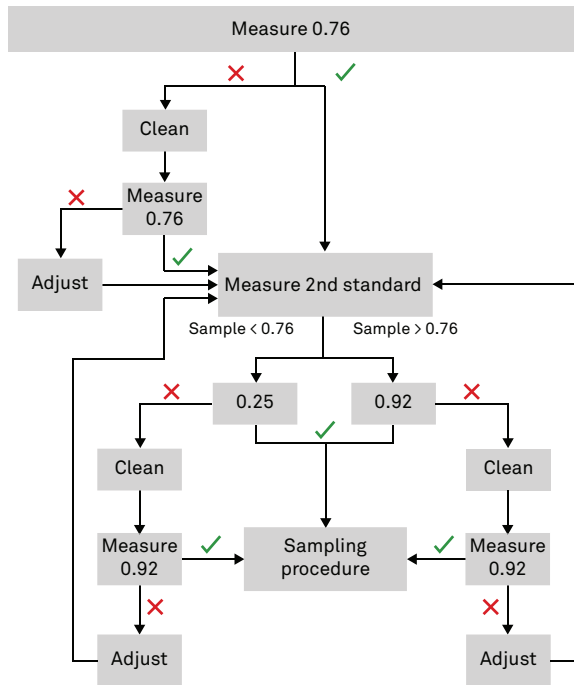 Measure 0.76
Clean
Measure
0.76
Adjust
Measure 2nd standard
Sample < 0.76
Sample > 0.76
0.25
0.92
Clean
Clean
Measure
0.92
Sampling
procedure
Measure
0.92
Adjust
Adjust